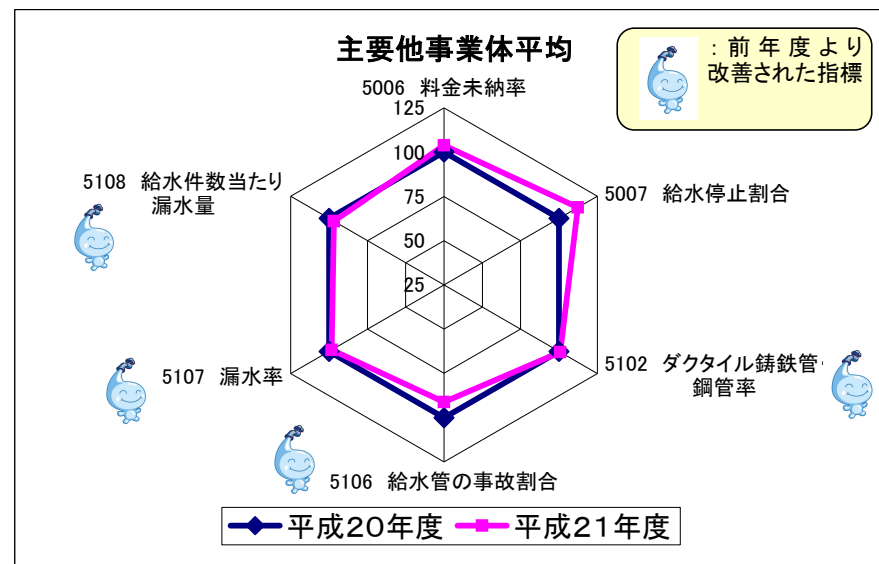 主要他事業体平均
:前年度より
改善された指標
5006 料金未納率
125
100
75
50
25
5007 給水停止割合
5102 ダクタイル鋳鉄管・
鋼管率
5106 給水管の事故割合
5107 漏水率
5108 給水件数当たり
漏水量
平成20年度
平成21年度